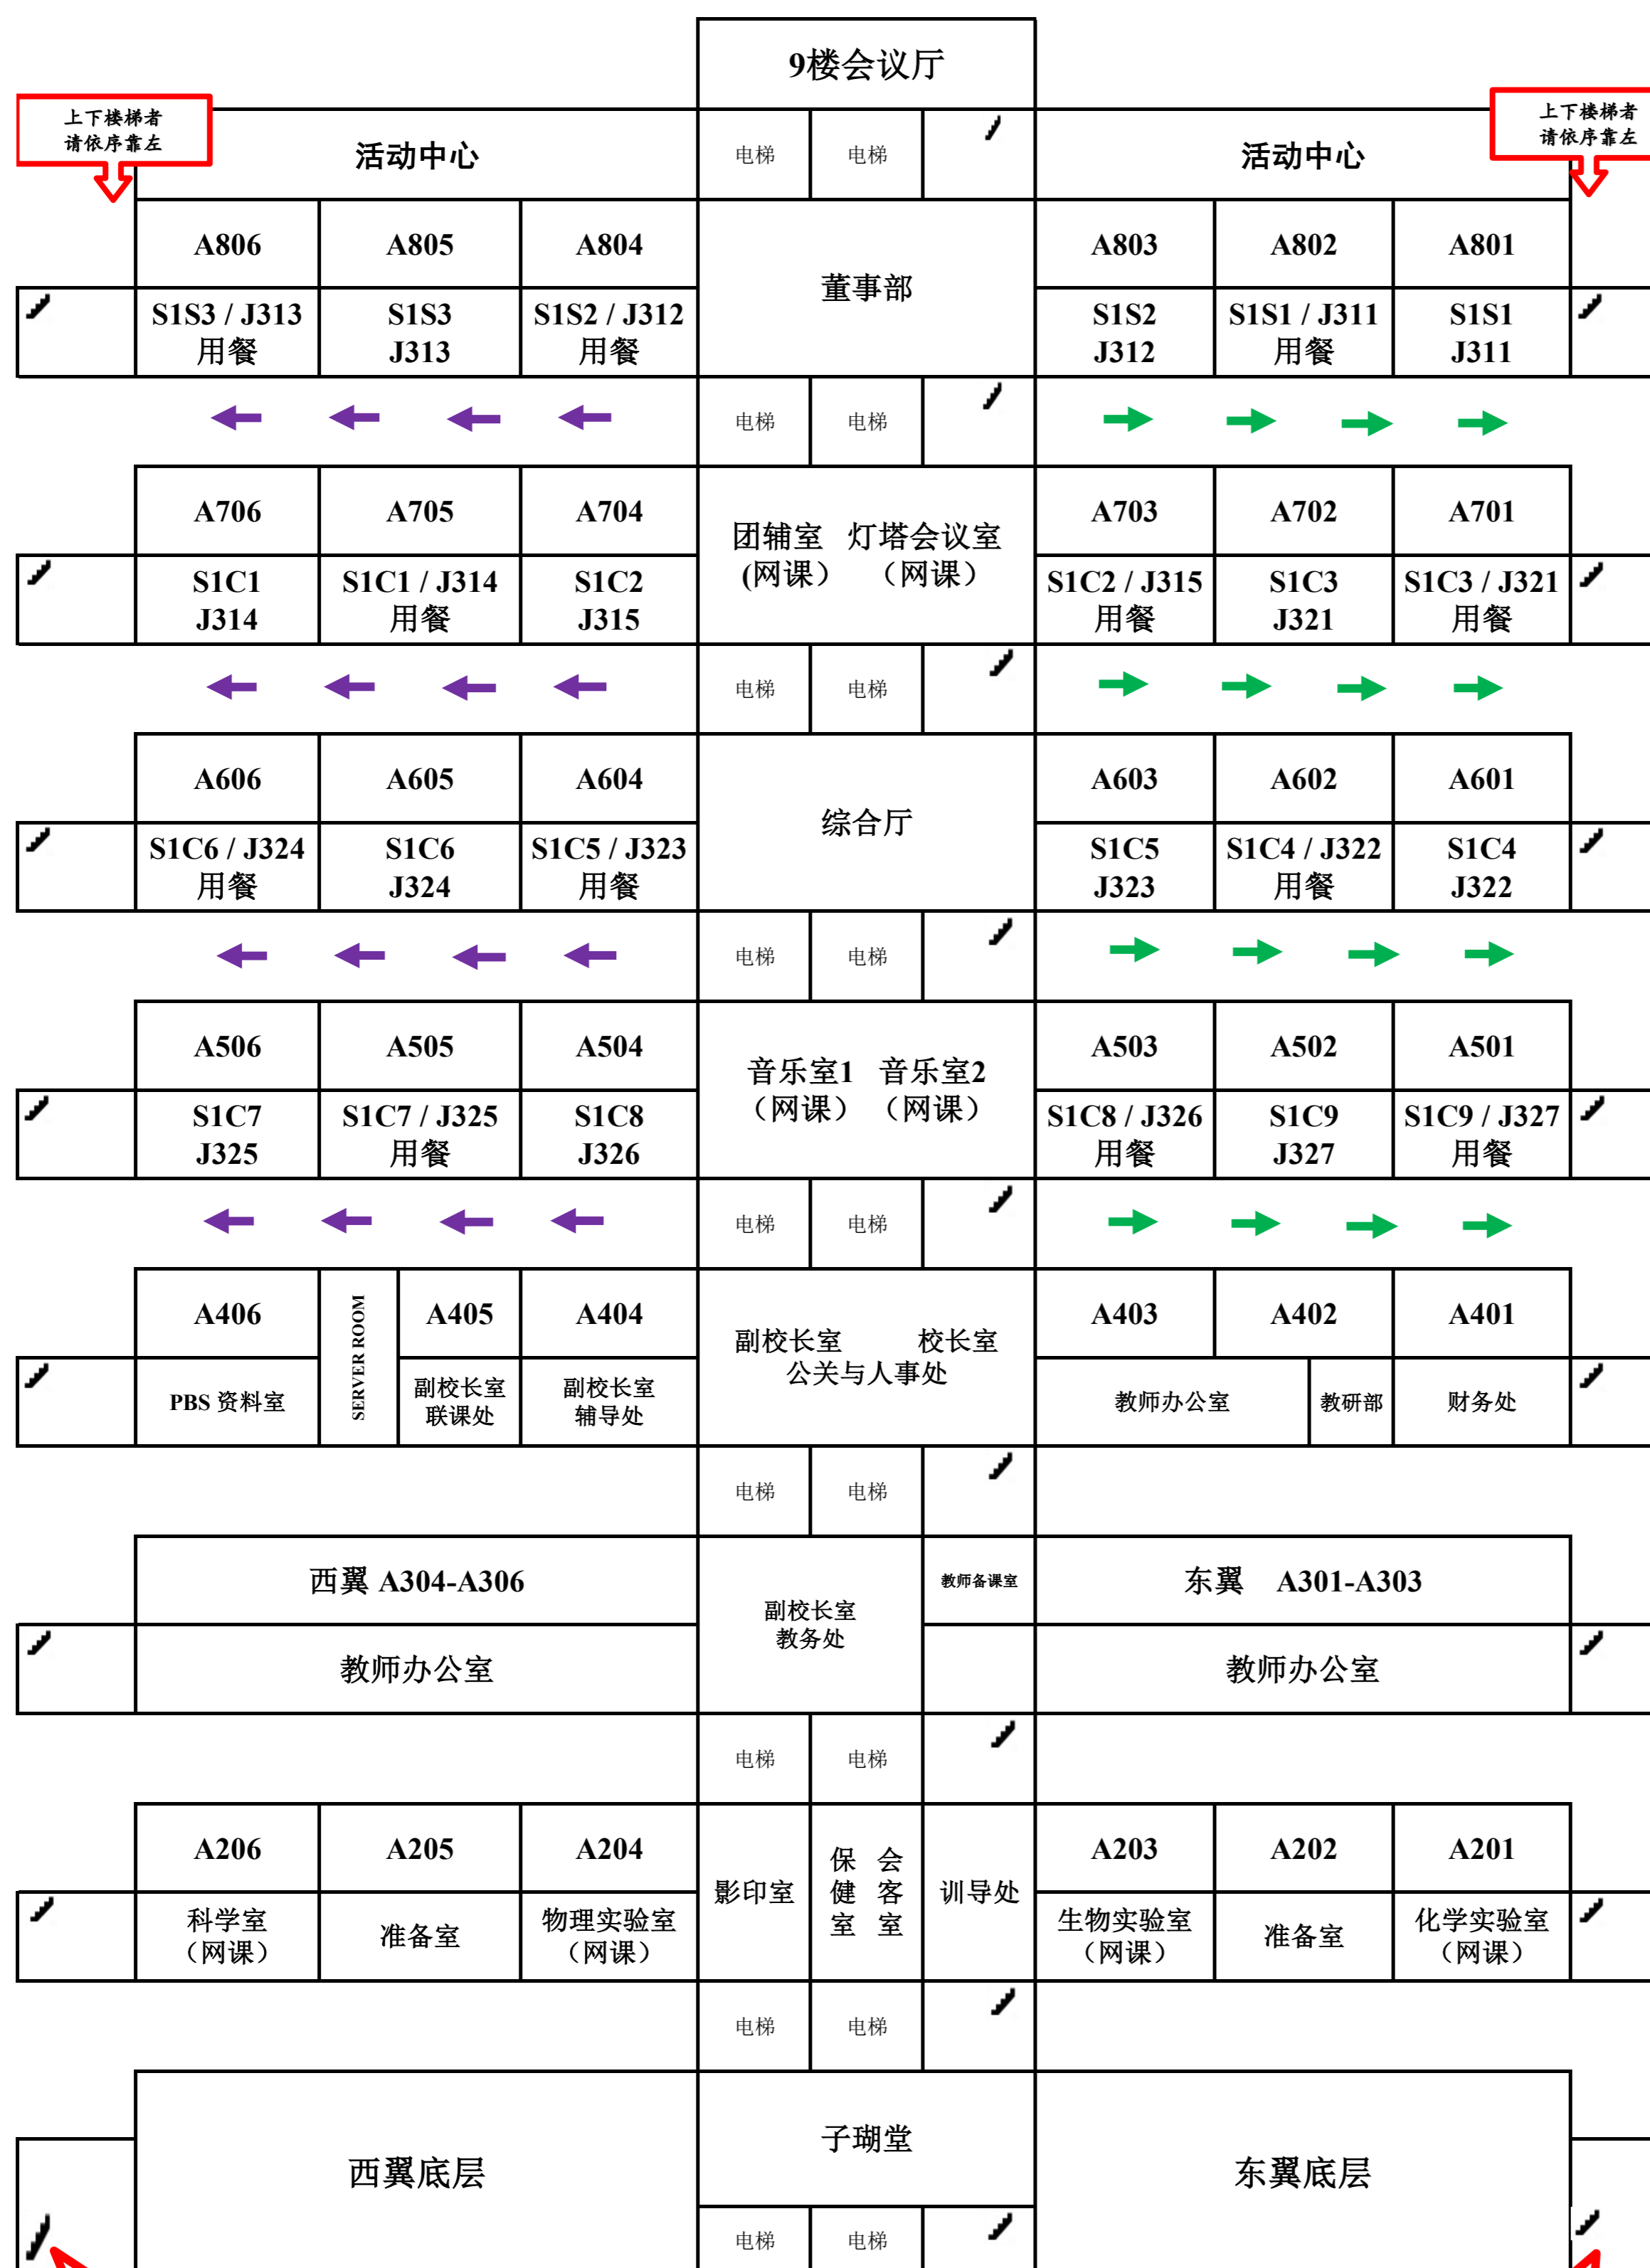 9楼会议厅
上下楼梯者
请依序靠左
活动中心
电梯
电梯
活动中心
上下楼梯者
请依序靠左
A806
A805
A804
董事部
A803
A802
A801
S1S3 / J313
用餐
S1S3
J313
S1S2 / J312
用餐
S1S2
J312
S1S1 / J311
用餐
S1S1
J311
电梯
电梯
A706
A705
A704
团辅室 灯塔会议室
(网课） （网课）
A703
A702
A701
S1C1
J314
S1C1 / J314
用餐
S1C2
J315
S1C2 / J315
用餐
S1C3
J321
S1C3 / J321
用餐
电梯
电梯
A606
A605
A604
综合厅
A603
A602
A601
S1C6 / J324
用餐
S1C6
J324
S1C5 / J323
用餐
S1C5
J323
S1C4 / J322
用餐
S1C4
J322
电梯
电梯
A506
A505
A504
音乐室1 音乐室2
（网课） （网课）
A503
A502
A501
S1C7
J325
S1C7 / J325
用餐
S1C8
J326
S1C8 / J326
用餐
S1C9
J327
S1C9 / J327
用餐
电梯
电梯
A406
SERVER ROOM
A405
A404
副校长室 校长室
公关与人事处
A403
A402
A401
PBS 资料室
副校长室
联课处
副校长室
辅导处
教师办公室
教研部
财务处
电梯
电梯
西翼 A304-A306
副校长室
教务处
教师备课室
东翼 A301-A303
教师办公室
教师办公室
电梯
电梯
A206
A205
A204
影印室
保健室
会客室
训导处
A203
A202
A201
科学室
（网课）
准备室
物理实验室
（网课）
生物实验室
（网课）
准备室
化学实验室
（网课）
电梯
电梯
西翼底层
子瑚堂
东翼底层
电梯
电梯